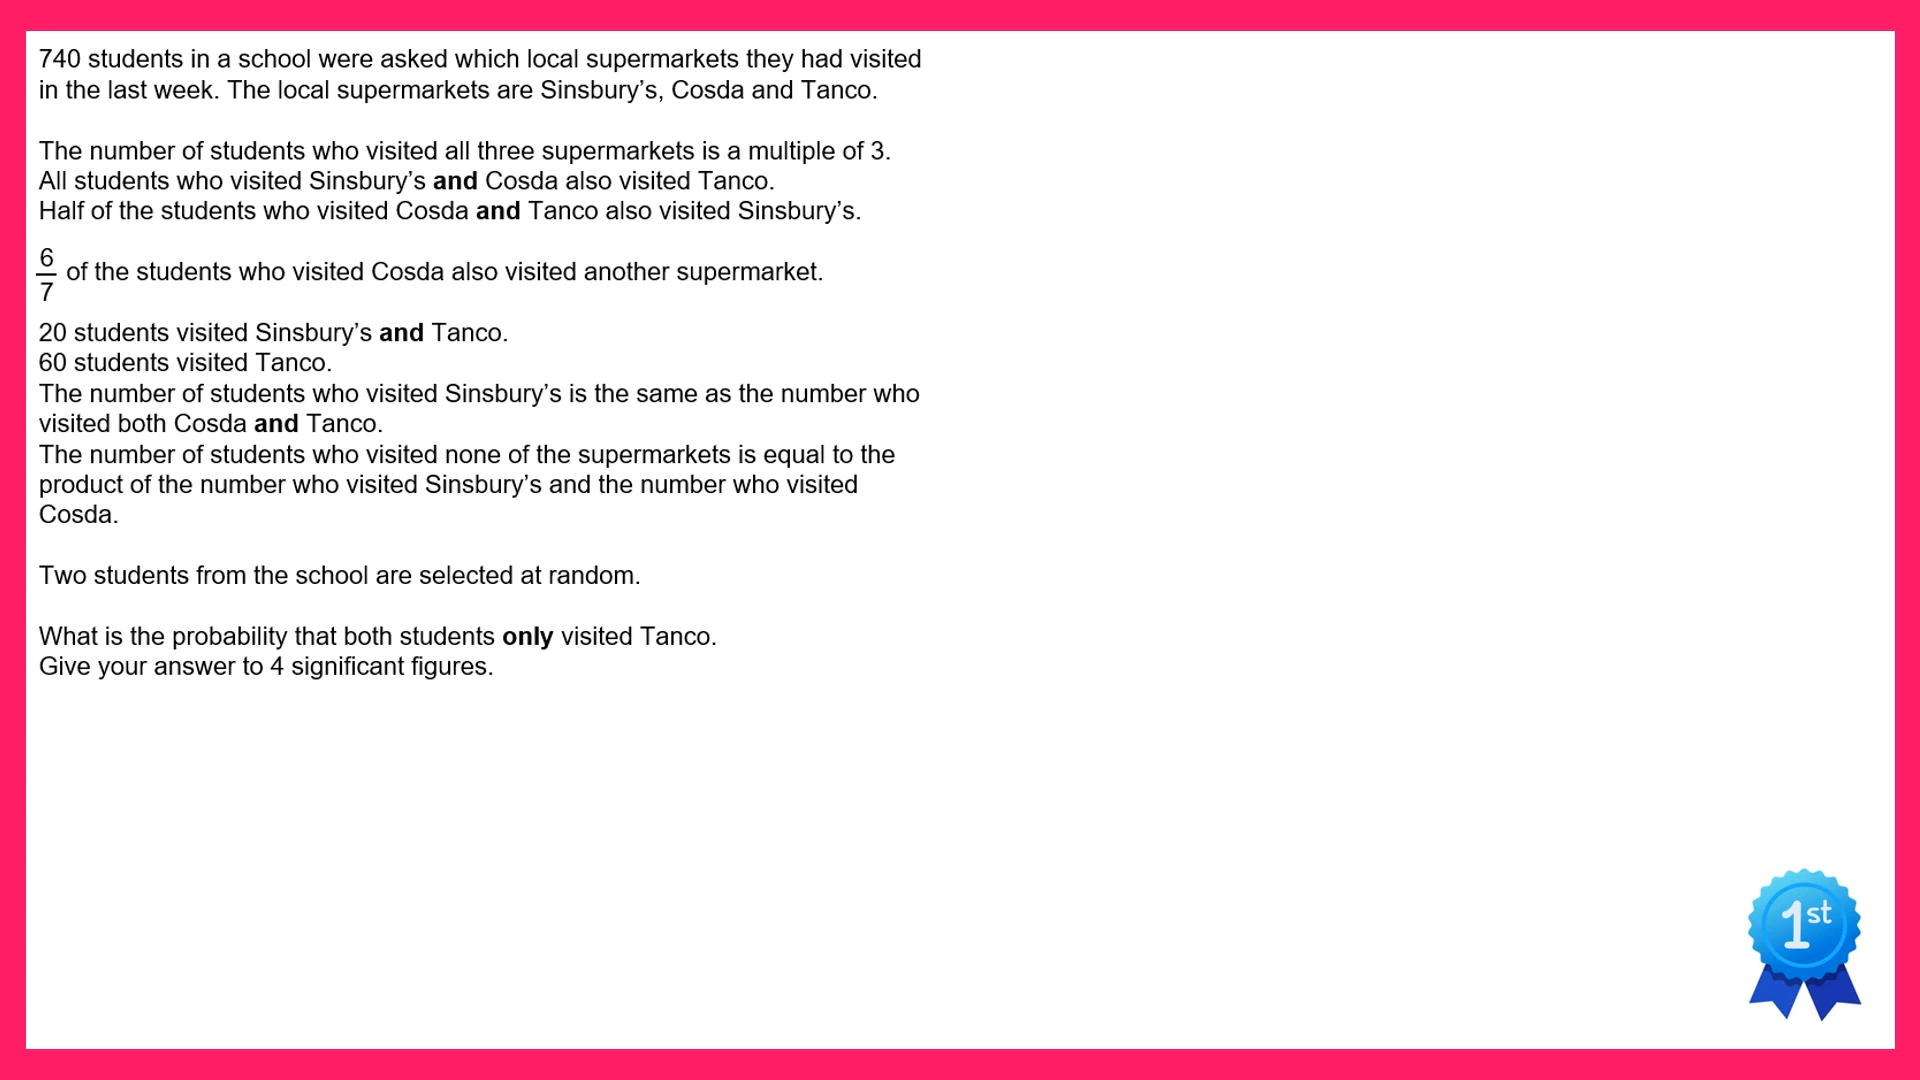 740 students in a school were asked which local supermarkets they had visited
in the last week. The local supermarkets are Sinsbury’s, Cosda and Tanco.
The number of students who visited all three supermarkets is a multiple of 3.
All students who visited Sinsbury’s and Cosda also visited Tanco.
Half of the students who visited Cosda and Tanco also visited Sinsbury’s.
6/7 of the students who visited Cosda also visited another supermarket.
20 students visited Sinsbury’s and Tanco.
60 students visited Tanco.
The number of students who visited Sinsbury’s is the same as the number who
visited both Cosda and Tanco.
The number of students who visited none of the supermarkets is equal to the
product of the number who visited Sinsbury’s and the number who visited
Cosda.
Two students from the school are selected at random.
What is the probability that both students only visited Tanco.
Give your answer to 4 significant figures.
1st